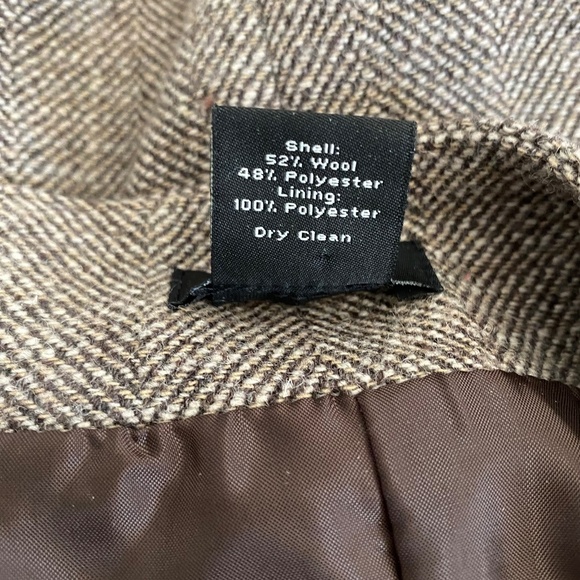 Shell:
52% Wool
48% Polyester
Lining:
100% Polyester
Dry Clean